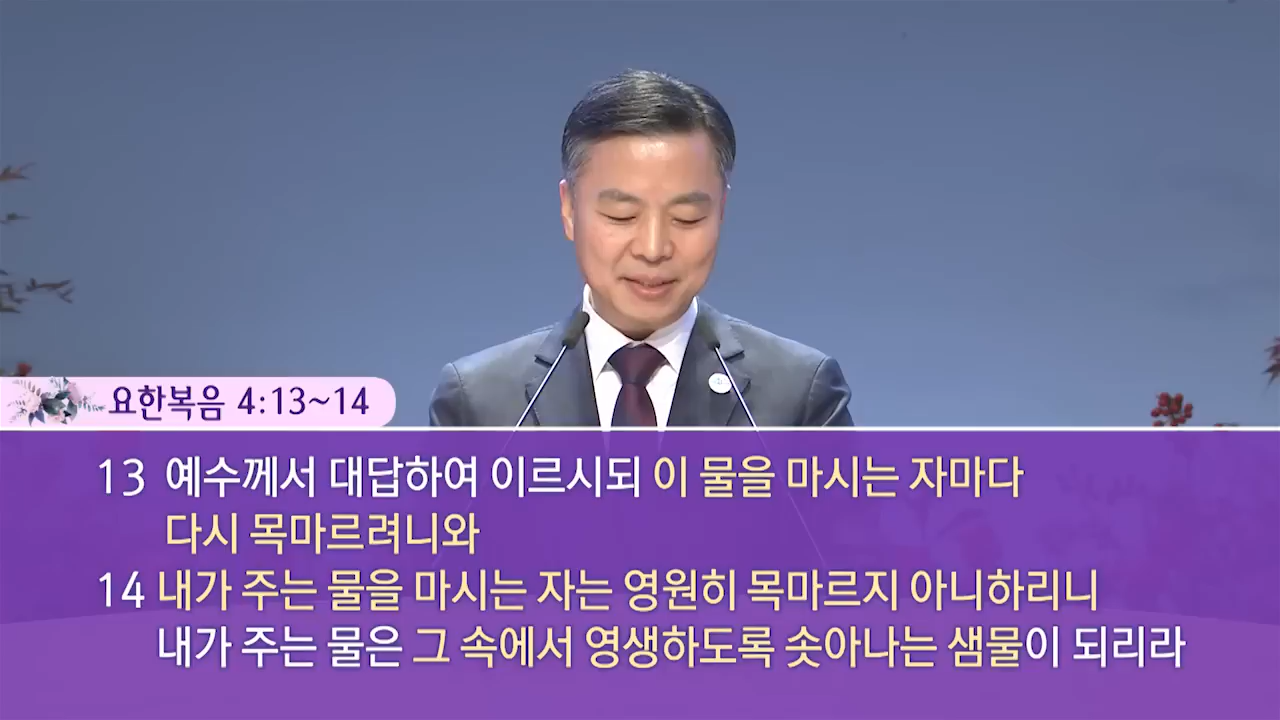 요한복음 4:13~14
13 예수께서 대답하여 이르시되 이 물을 마시는 자마다
다시 목마르려니와
14 내가 주는 물을 마시는 자는 영원히 목마르지 아니하리니
내가 주는 물은 그 속에서 영생하도록 솟아나는 샘물이 되리라